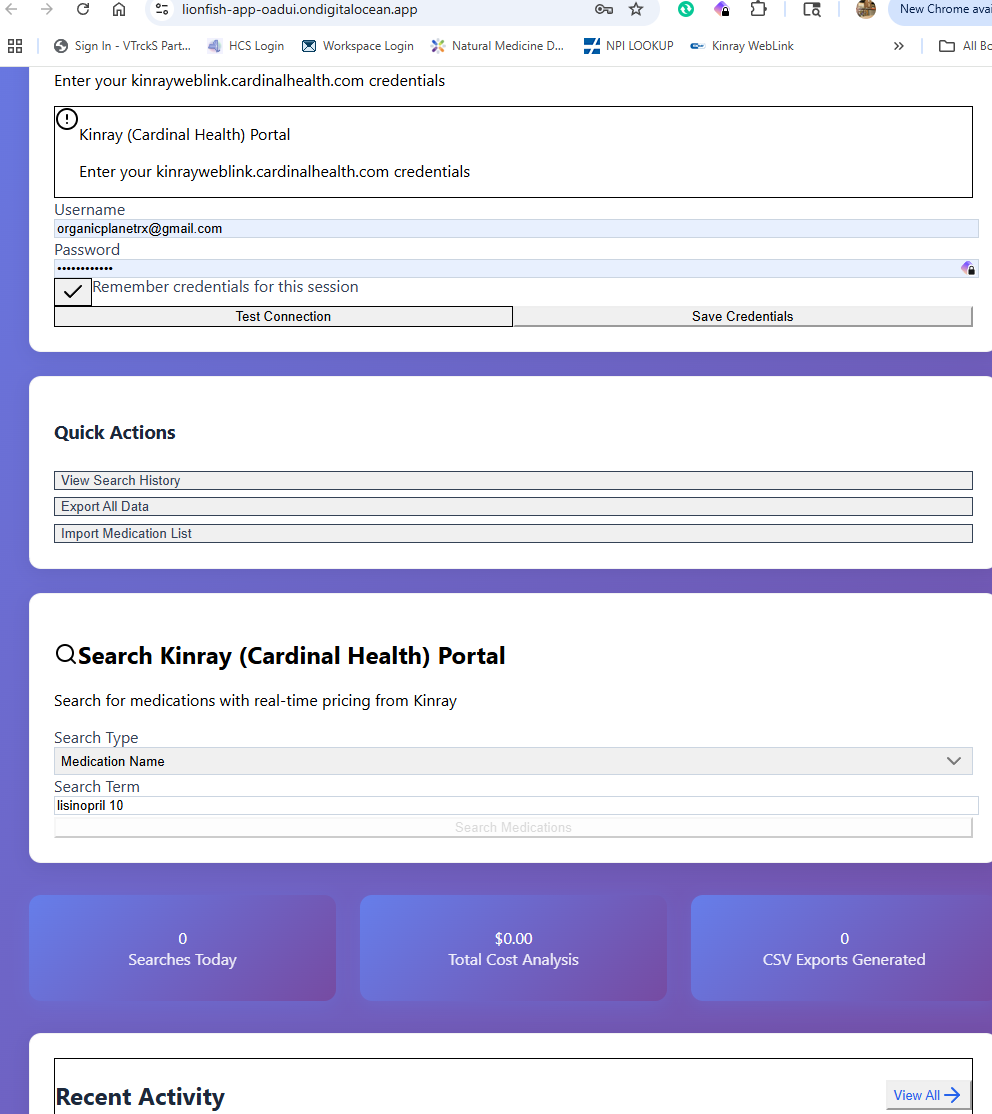 lionfish-app-oadui.ondigitalocean.app
New Chrome avai
Sign In - VTrckS Part...
HCS Login
Workspace Login
Natural Medicine D...
NPI LOOKUP
Kinray WebLink
»
All Bo
Enter your kinrayweblink.cardinalhealth.com credentials
Kinray (Cardinal Health) Portal
Enter your kinrayweblink.cardinalhealth.com credentials
Username
organicplanetrx@gmail.com
Password
••••••••••••
Remember credentials for this session
Test Connection
Save Credentials
Quick Actions
View Search History
Export All Data
Import Medication List
Search Kinray (Cardinal Health) Portal
Search for medications with real-time pricing from Kinray
Search Type
Medication Name
Search Term
lisinopril 10
Search Medications
0
Searches Today
$0.00
Total Cost Analysis
0
CSV Exports Generated
Recent Activity
View All